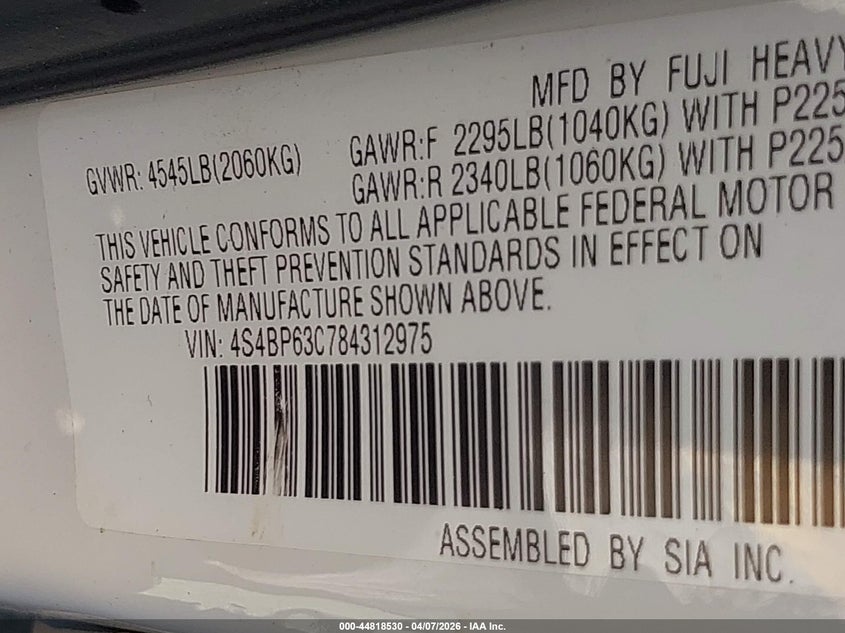 MFD BY FUJI HEAVY
GVWR: 4545LB(2060KG) GAWR:F 2295LB(1040KG) WITH P225
GAWR:R 2340LB(1060KG) WITH P225
THIS VEHICLE CONFORMS TO ALL APPLICABLE FEDERAL MOTOR
SAFETY AND THEFT PREVENTION STANDARDS IN EFFECT ON
THE DATE OF MANUFACTURE SHOWN ABOVE.
VIN: 4S4BP63C784312975
ASSEMBLED BY SIA INC.
000-44818530 - 04/07/2026 - IAA Inc.